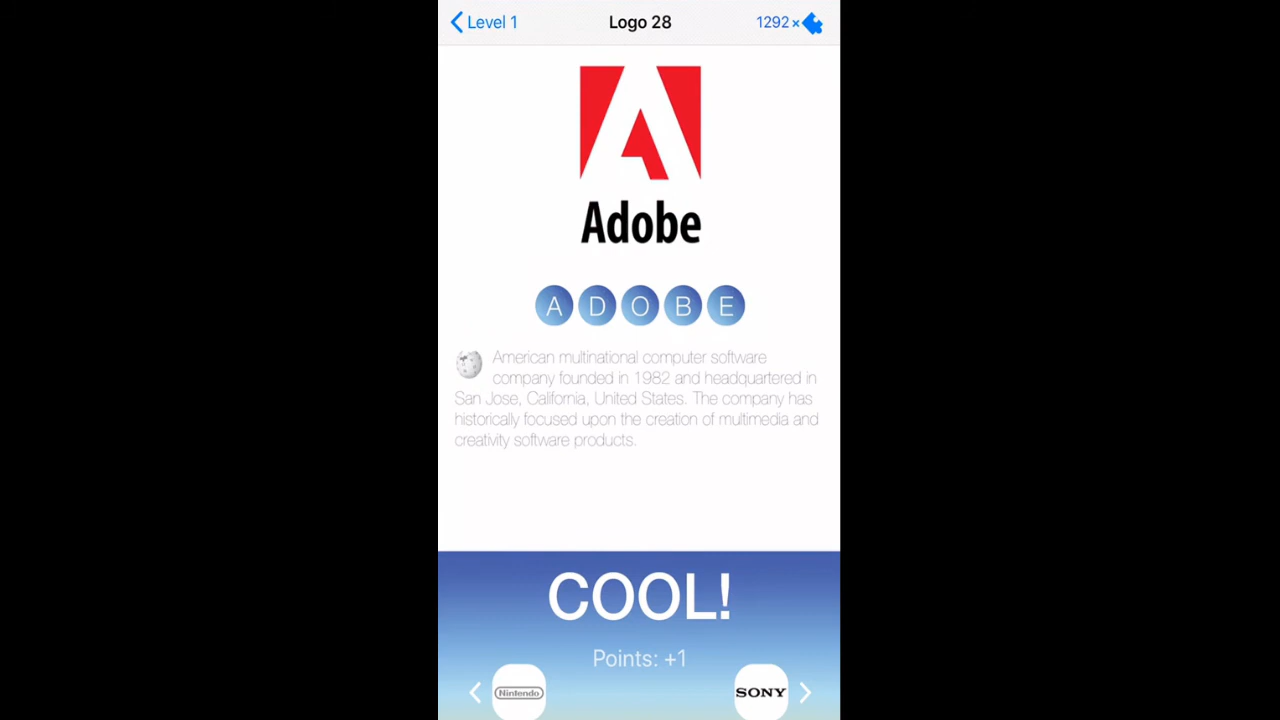 Level 1
Logo 28
1292×
Adobe
ADOBE
American multinational computer software
company founded in 1982 and headquartered in
San Jose, California, United States. The company has
historically focused upon the creation of multimedia and
creativity software products.
COOL!
Points: +1
Nintendo
SONY